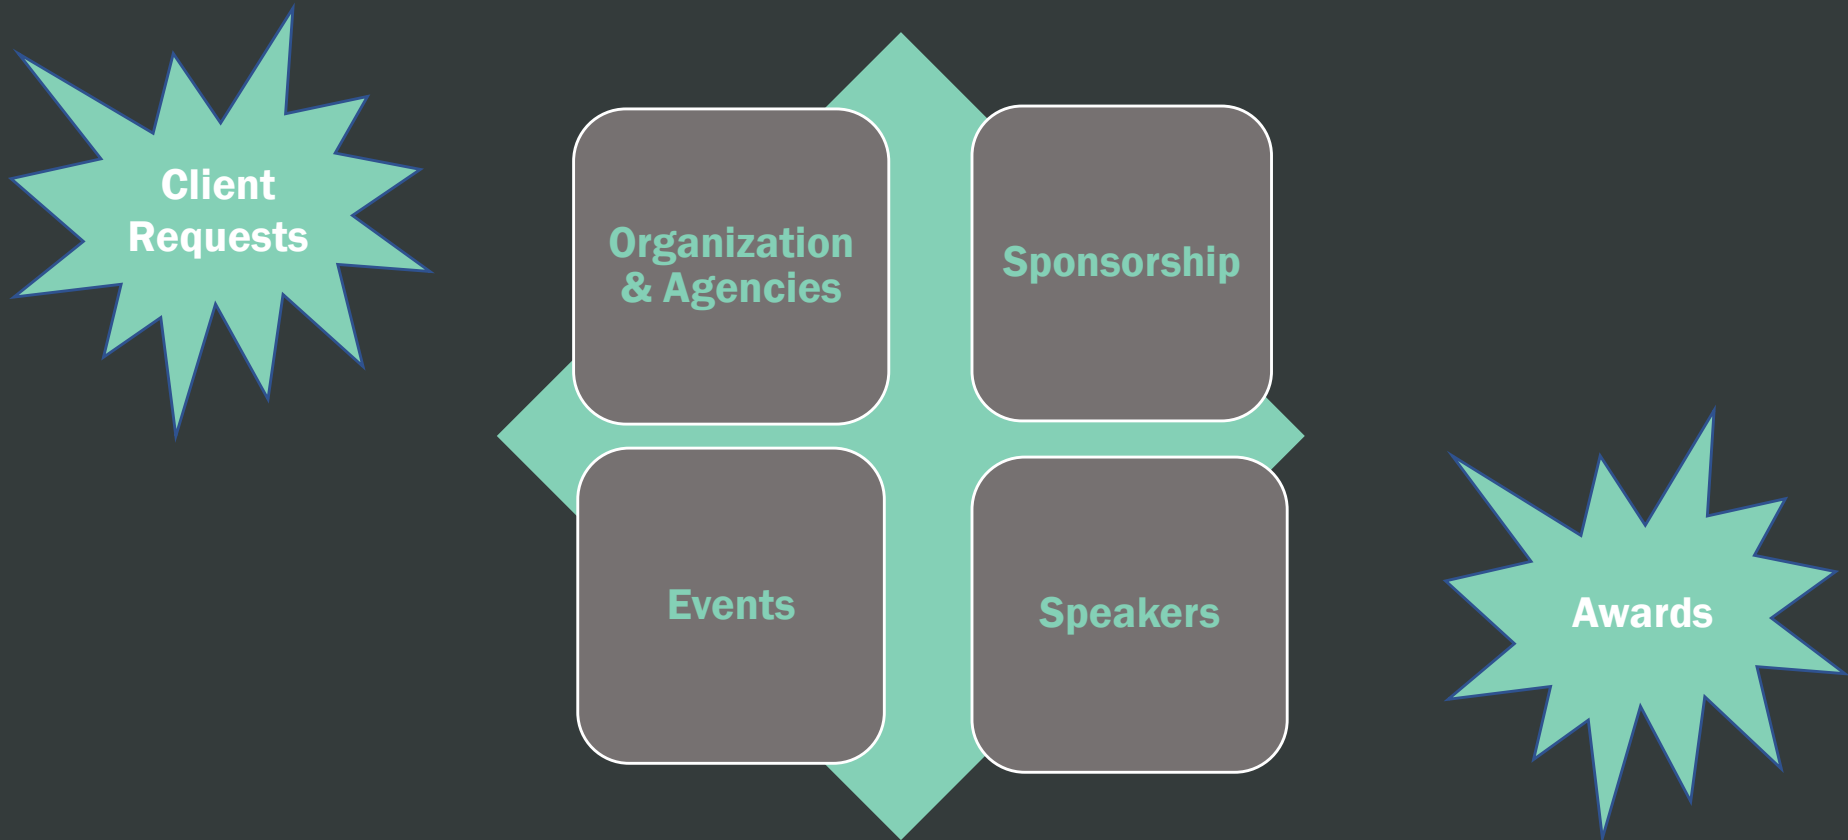 Client
Requests
Organization
& Agencies
Sponsorship
Events
Speakers
Awards